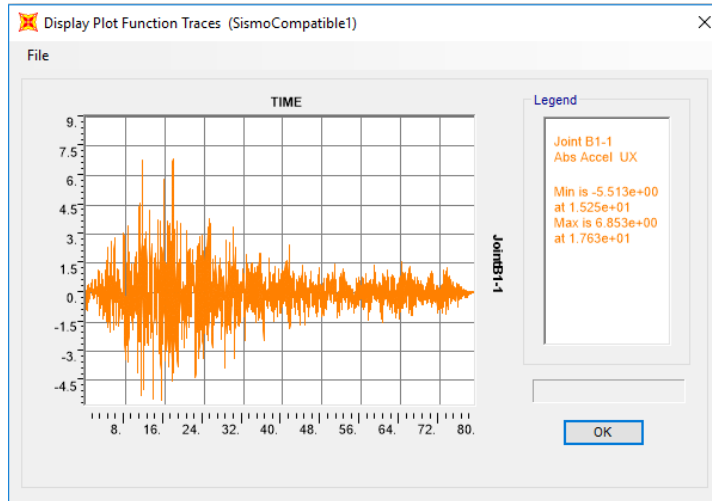 Display Plot Function Traces (SismoCompatible1)
File
TIME
9.
7.5
6.
4.5
3.
1.5
0.
-1.5
-3.
-4.5
8.
16.
24.
32.
40.
48.
56.
64.
72.
80.
JointB1-1
Legend
Joint B1-1
Abs Accel UX
Min is -5.513e+00
at 1.525e+01
Max is 6.853e+00
at 1.763e+01
OK